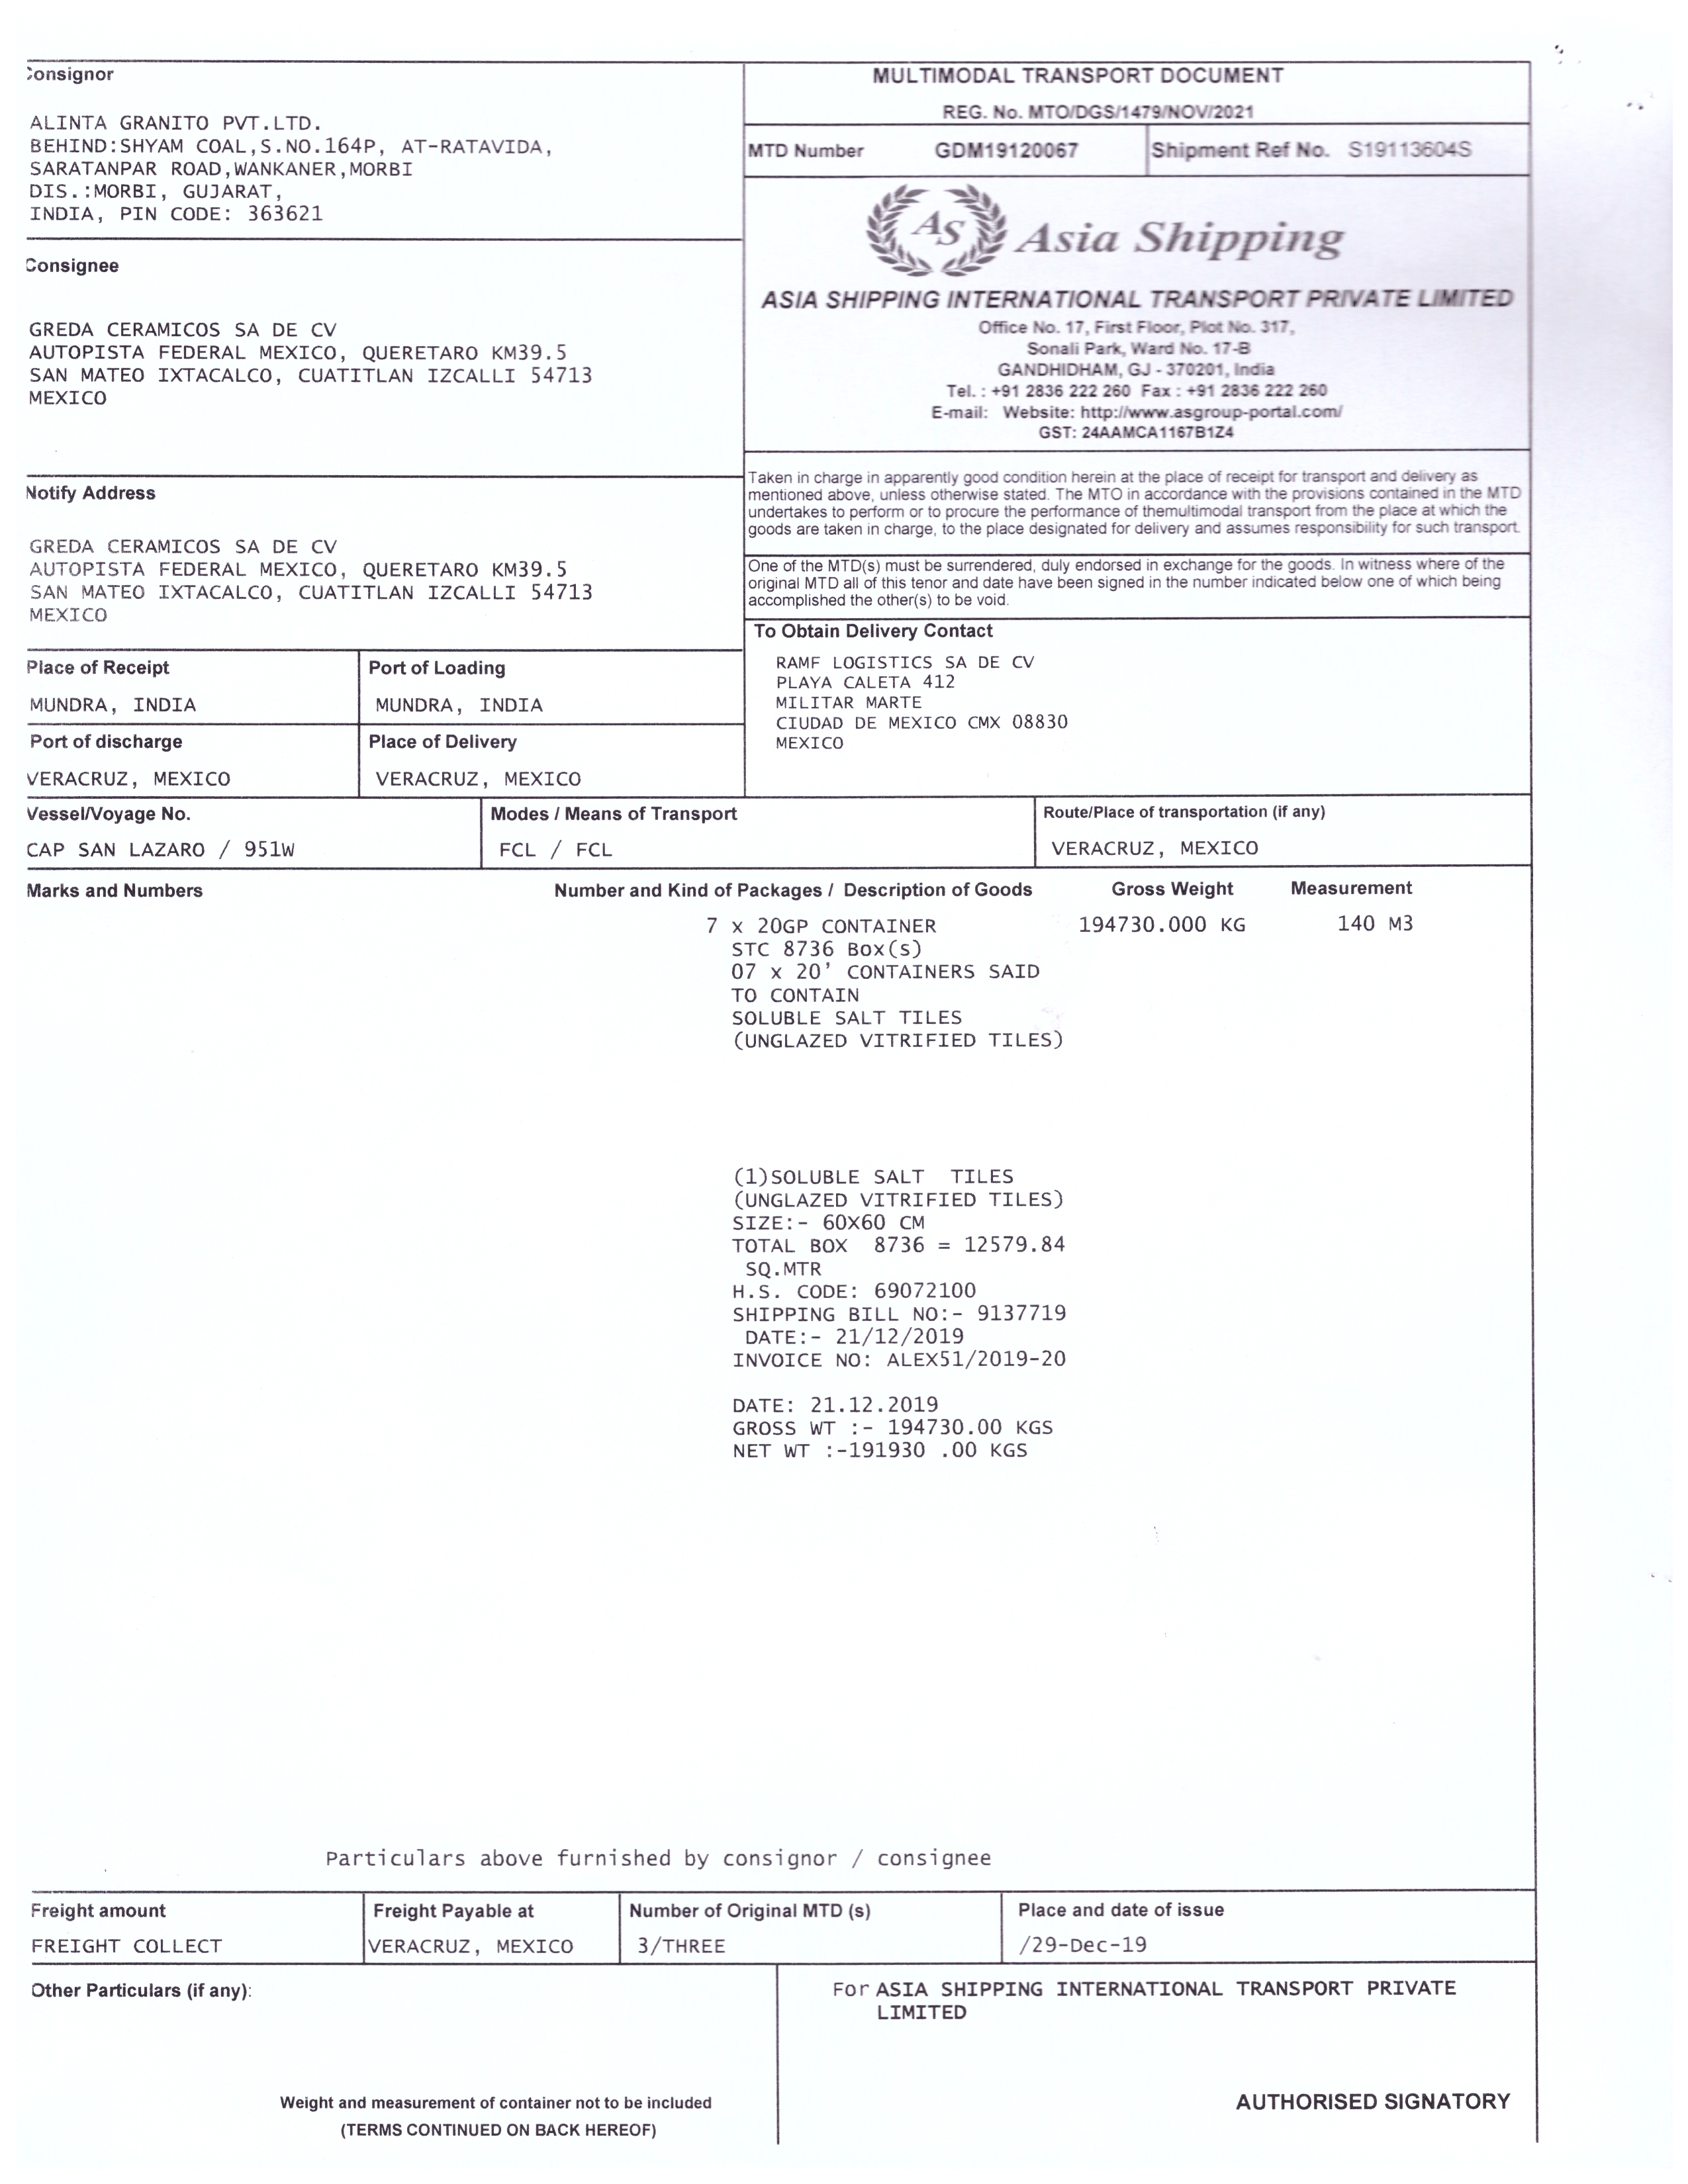 Consignor
ALINTA GRANITO PVT.LTD.
BEHIND:SHYAM COAL,S.NO.164P, AT-RATAVIDA,
SARATANPAR ROAD,WANKANER,MORBI
DIS.:MORBI, GUJARAT,
INDIA, PIN CODE: 363621
Consignee
GREDA CERAMICOS SA DE CV
AUTOPISTA FEDERAL MEXICO, QUERETARO KM39.5
SAN MATEO IXTACALCO, CUATITLAN IZCALLI 54713
MEXICO
Notify Address
GREDA CERAMICOS SA DE CV
AUTOPISTA FEDERAL MEXICO, QUERETARO KM39.5
SAN MATEO IXTACALCO, CUATITLAN IZCALLI 54713
MEXICO
MULTIMODAL TRANSPORT DOCUMENT
REG. No. MTO/DGS/1479/NOV/2021
MTD Number GDM19120067 Shipment Ref No. S19113604S
AS Asia Shipping
ASIA SHIPPING INTERNATIONAL TRANSPORT PRIVATE LIMITED
Office No. 17, First Floor, Plot No. 317,
Sonali Park, Ward No. 17-B
GANDHIDHAM, GJ - 370201, India
Tel. : +91 2836 222 260 Fax : +91 2836 222 260
E-mail: Website: http://www.asgroup-portal.com/
GST: 24AAMCA1167B1Z4
Taken in charge in apparently good condition herein at the place of receipt for transport and delivery as
mentioned above, unless otherwise stated. The MTO in accordance with the provisions contained in the MTD
undertakes to perform or to procure the performance of themultimodal transport from the place at which the
goods are taken in charge, to the place designated for delivery and assumes responsibility for such transport.
One of the MTD(s) must be surrendered, duly endorsed in exchange for the goods. In witness where of the
original MTD all of this tenor and date have been signed in the number indicated below one of which being
accomplished the other(s) to be void.
To Obtain Delivery Contact
RAMF LOGISTICS SA DE CV
PLAYA CALETA 412
MILITAR MARTE
CIUDAD DE MEXICO CMX 08830
MEXICO
Place of Receipt Port of Loading
MUNDRA, INDIA MUNDRA, INDIA
Port of discharge Place of Delivery
VERACRUZ, MEXICO VERACRUZ, MEXICO
Vessel/Voyage No. Modes / Means of Transport Route/Place of transportation (if any)
CAP SAN LAZARO / 951W FCL / FCL VERACRUZ, MEXICO
Marks and Numbers Number and Kind of Packages / Description of Goods Gross Weight Measurement
7 x 20GP CONTAINER 194730.000 KG 140 M3
STC 8736 Box(s)
07 x 20' CONTAINERS SAID
TO CONTAIN
SOLUBLE SALT TILES
(UNGLAZED VITRIFIED TILES)
(1)SOLUBLE SALT TILES
(UNGLAZED VITRIFIED TILES)
SIZE:- 60X60 CM
TOTAL BOX 8736 = 12579.84
SQ.MTR
H.S. CODE: 69072100
SHIPPING BILL NO:- 9137719
DATE:- 21/12/2019
INVOICE NO: ALEX51/2019-20
DATE: 21.12.2019
GROSS WT :- 194730.00 KGS
NET WT :-191930 .00 KGS
Particulars above furnished by consignor / consignee
Freight amount Freight Payable at Number of Original MTD (s) Place and date of issue
FREIGHT COLLECT VERACRUZ, MEXICO 3/THREE /29-Dec-19
Other Particulars (if any):
For ASIA SHIPPING INTERNATIONAL TRANSPORT PRIVATE
LIMITED
Weight and measurement of container not to be included
(TERMS CONTINUED ON BACK HEREOF)
AUTHORISED SIGNATORY